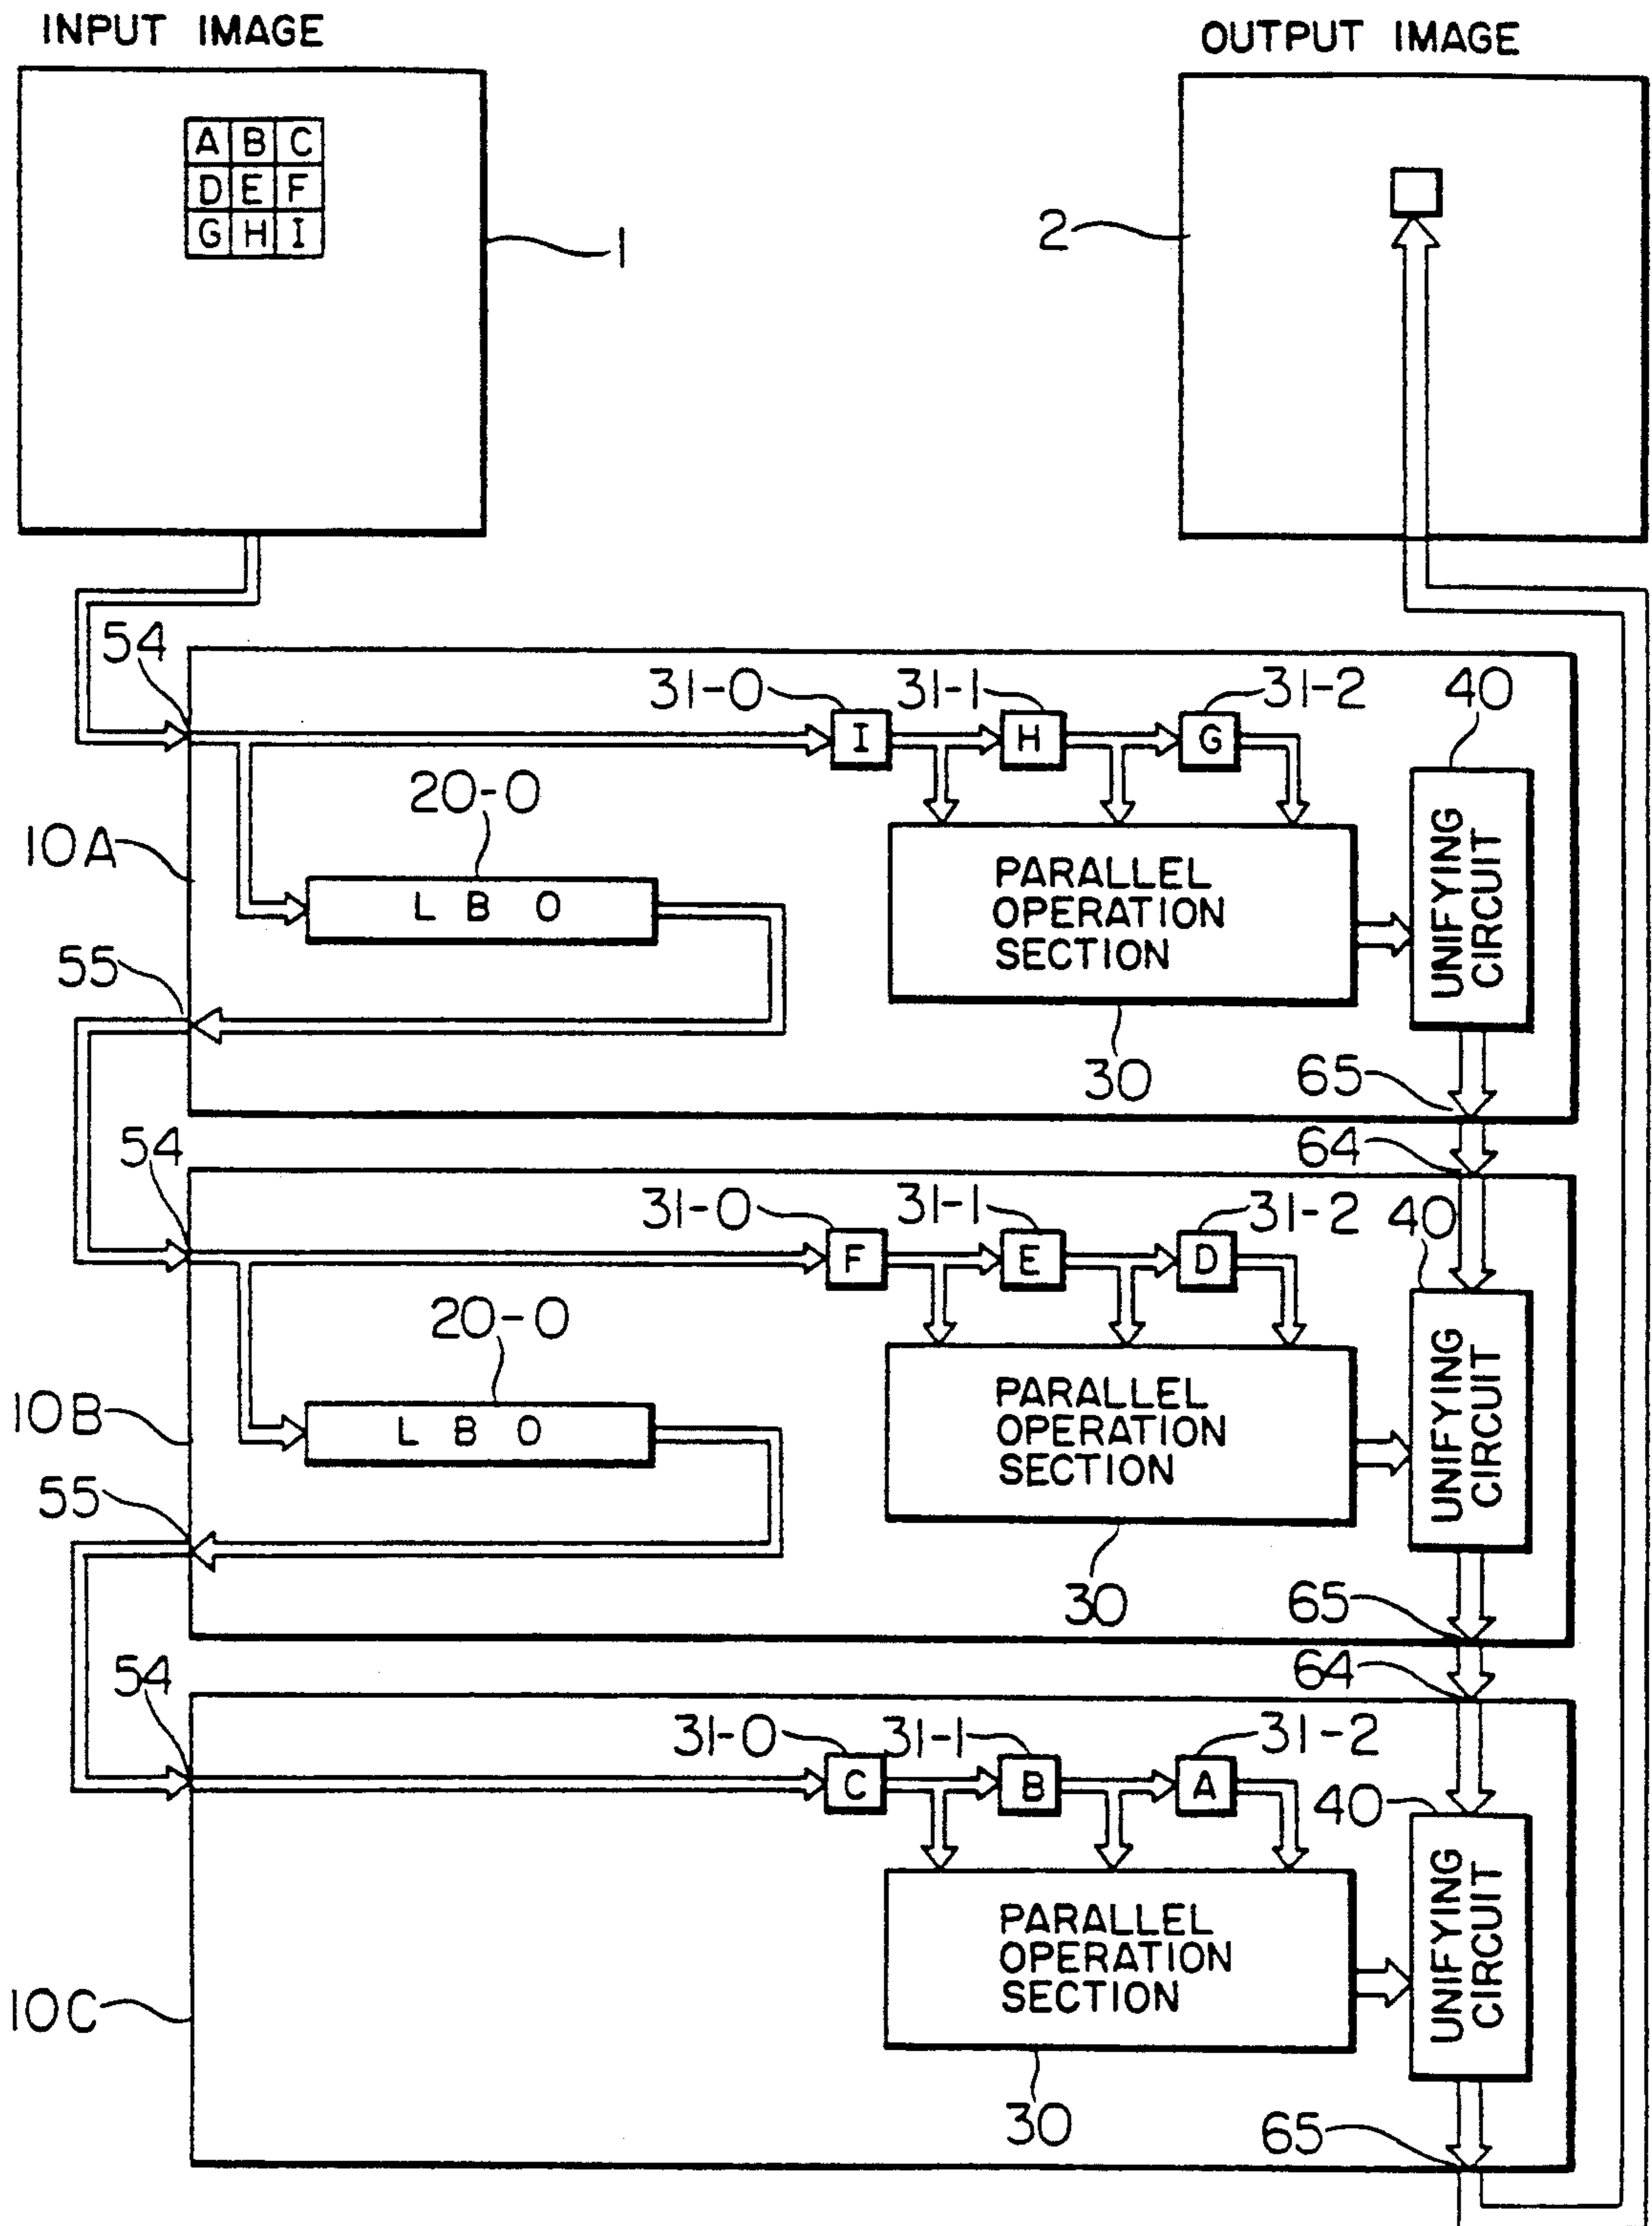 INPUT IMAGE
OUTPUT IMAGE
A B C
D E F
G H I
1
2
54
31-0
31-1
31-2
40
I
H
G
20-0
10A
L B O
PARALLEL
OPERATION
SECTION
UNIFYING
CIRCUIT
55
30
65
64
54
31-0
31-1
31-2
40
F
E
D
20-0
10B
L B O
PARALLEL
OPERATION
SECTION
UNIFYING
CIRCUIT
55
30
65
64
54
31-0
31-1
31-2
40
C
B
A
PARALLEL
OPERATION
SECTION
UNIFYING
CIRCUIT
10C
30
65